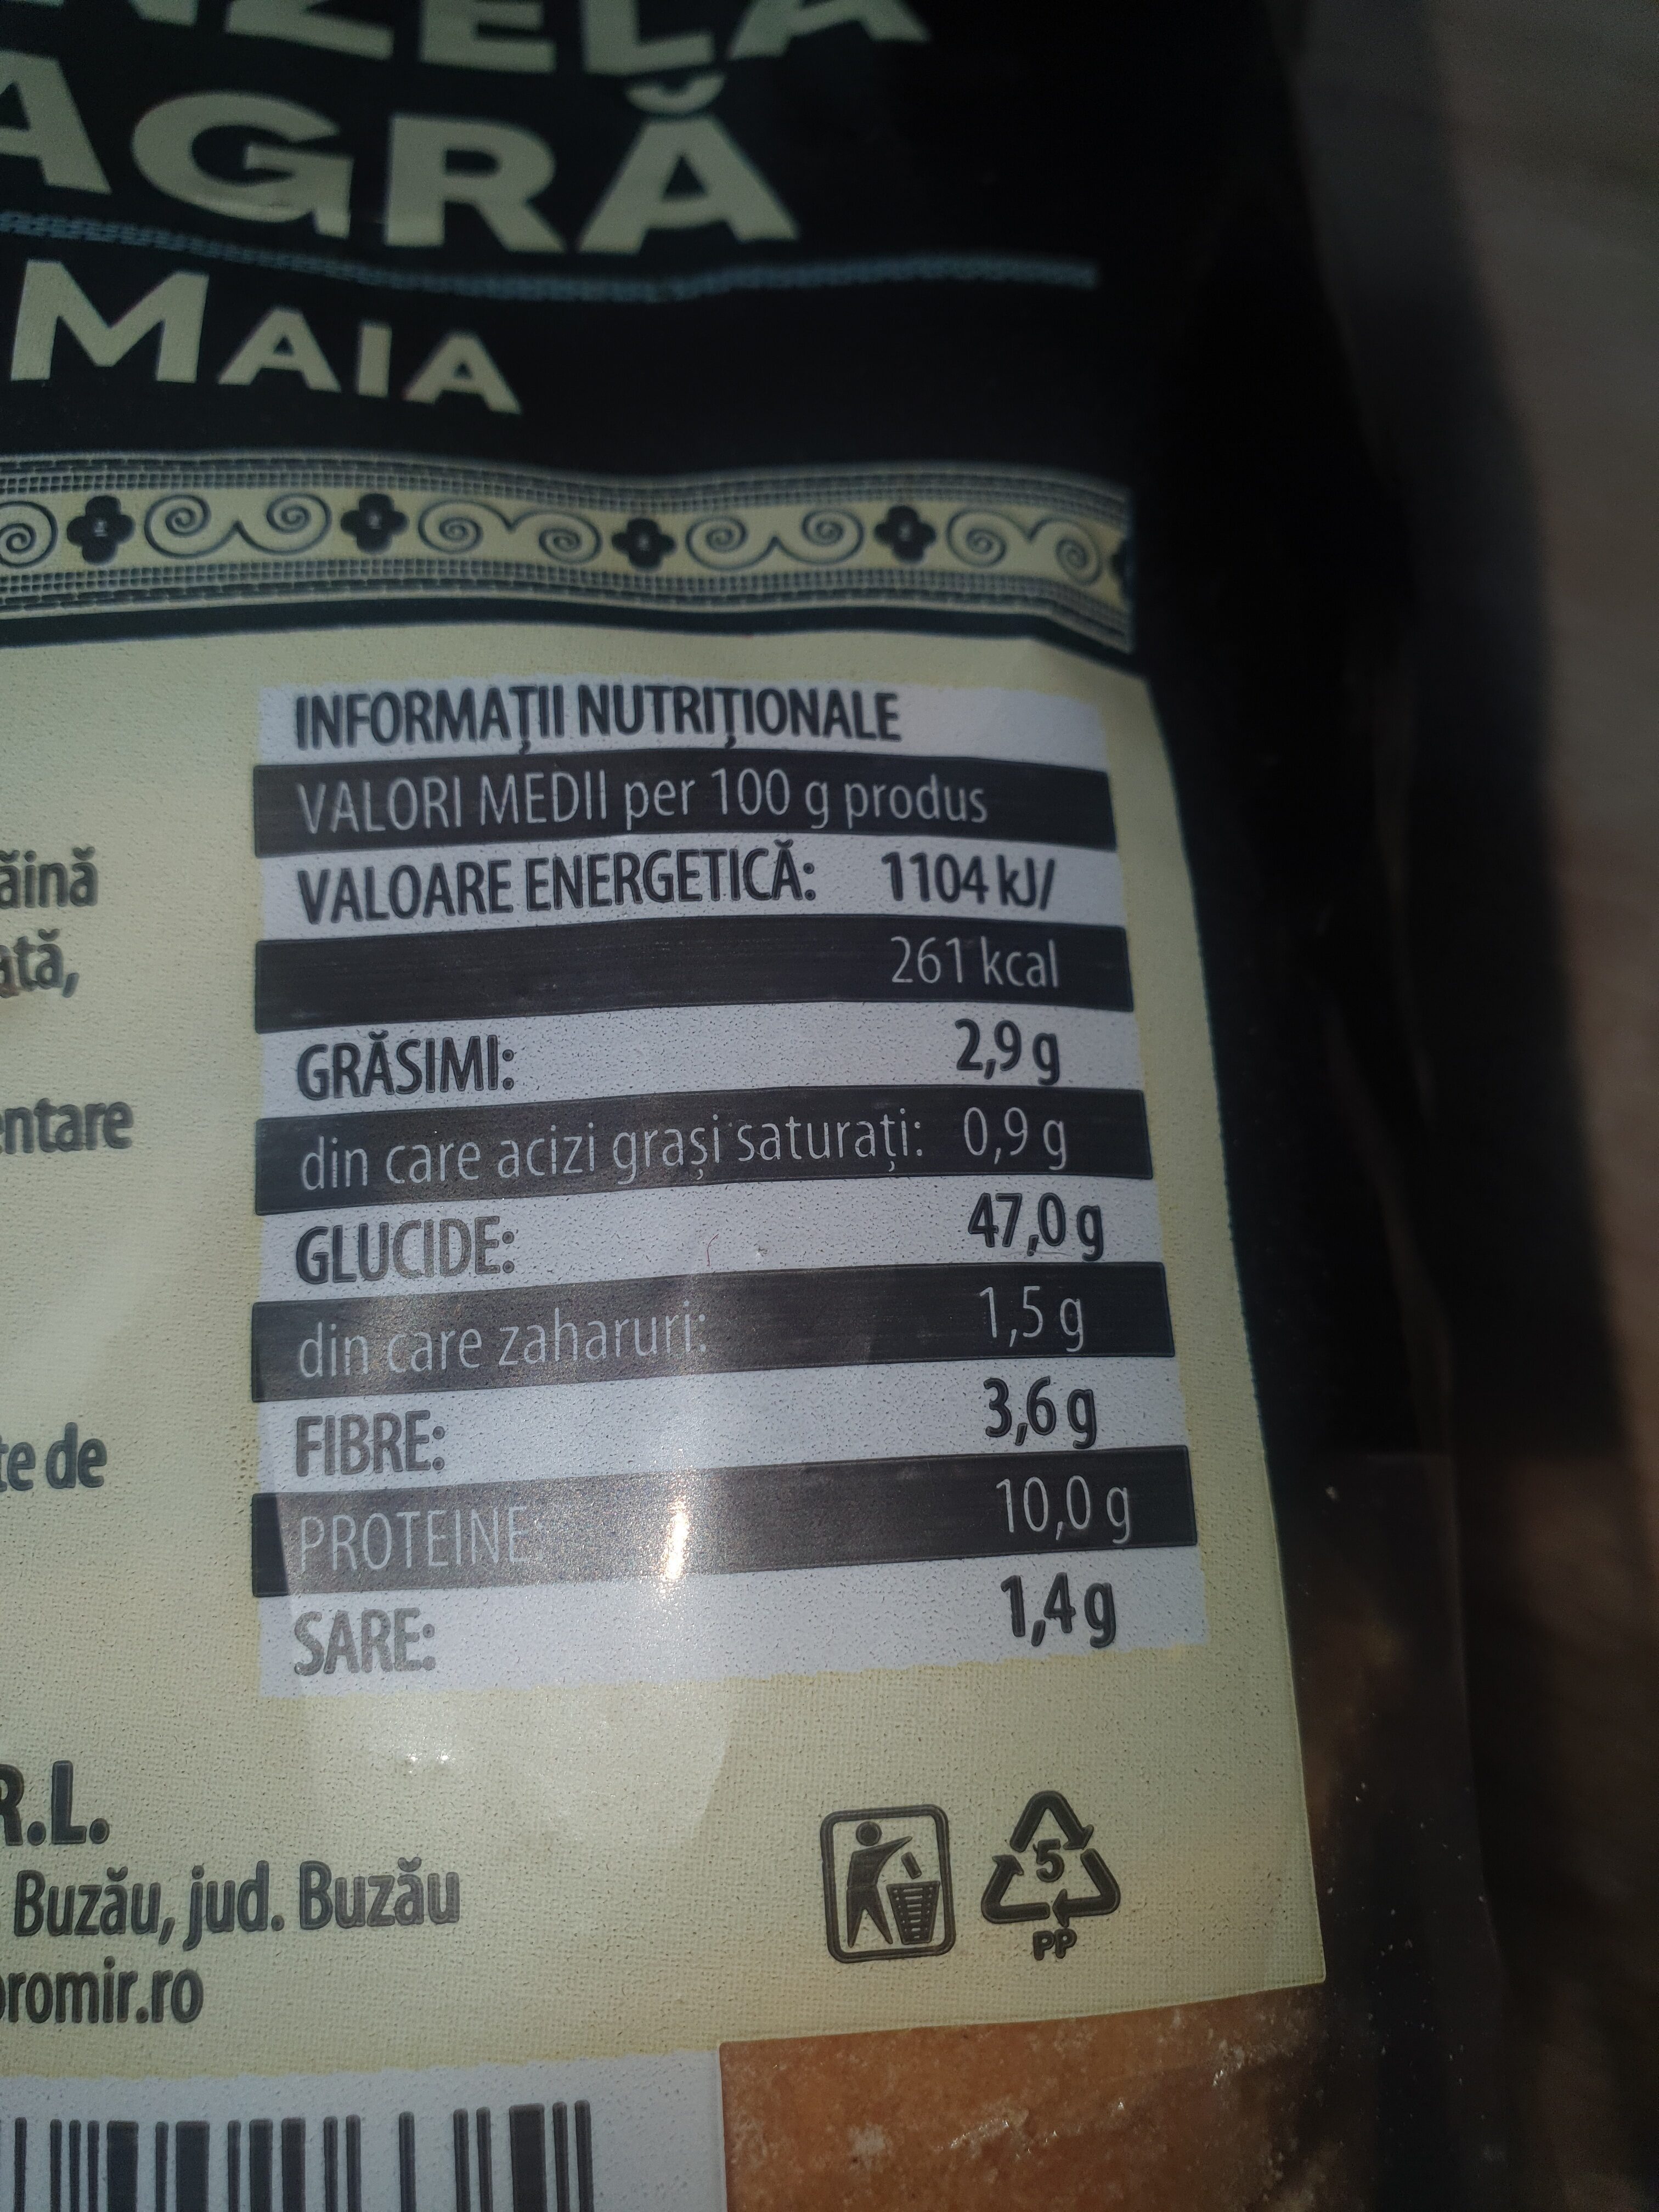 AGRĂ
MAIA
INFORMAȚII NUTRIȚIONALE
VALORI MEDII per 100 g produs
VALOARE ENERGETICĂ: 1104 kJ/
261 kcal
GRĂSIMI: 2,9 g
din care acizi grași saturați: 0,9 g
GLUCIDE: 47,0 g
din care zaharuri: 1,5 g
FIBRE: 3,6 g
PROTEINE: 10,0 g
SARE: 1,4 g
ăină
ată,
entare
te de
R.L.
Buzău, jud. Buzău
romir.ro
5
PP